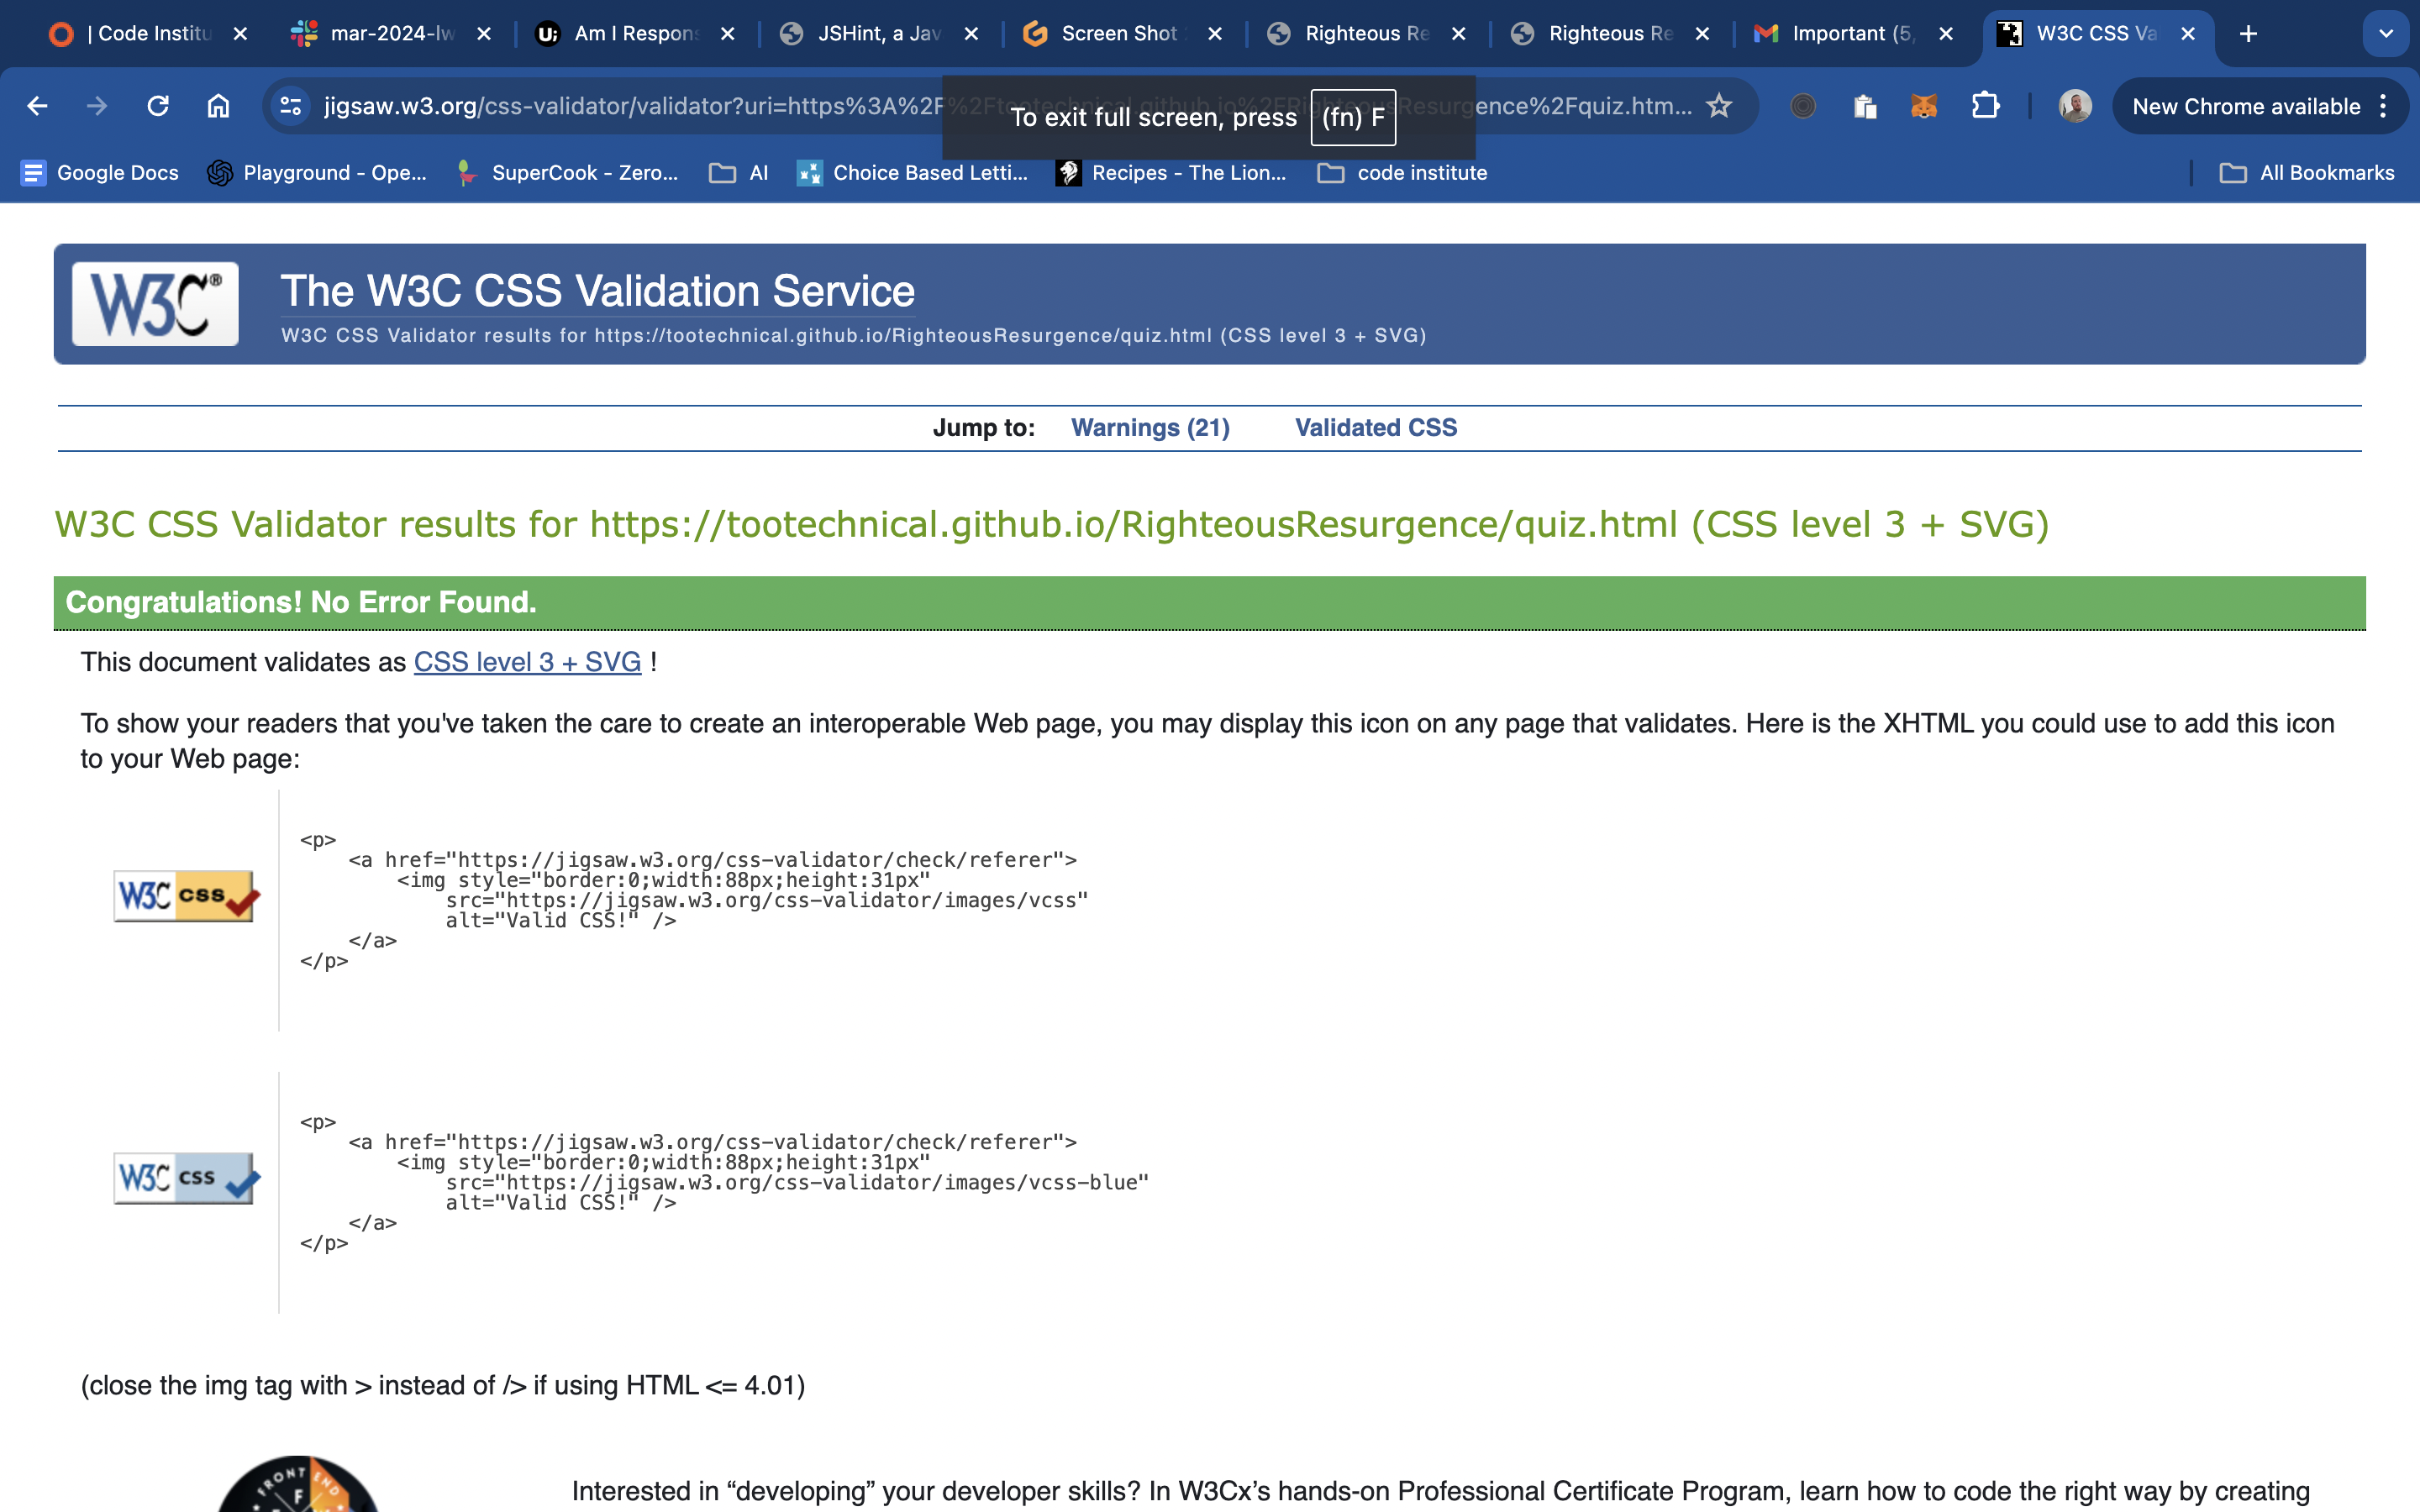 | Code Institu
mar-2024-lw
Am I Respons
JSHint, a Jav
Screen Shot
Righteous Re
Righteous Re
Important (5,
W3C CSS Va
jigsaw.w3.org/css-validator/validator?uri=https%3A%2F%2Ftootechnical.github.io%2FRighteousResurgence%2Fquiz.htm...
To exit full screen, press (fn) F
New Chrome available
Google Docs
Playground - Ope...
SuperCook - Zero...
AI
Choice Based Letti...
Recipes - The Lion...
code institute
All Bookmarks
W3C®
The W3C CSS Validation Service
W3C CSS Validator results for https://tootechnical.github.io/RighteousResurgence/quiz.html (CSS level 3 + SVG)
Jump to: Warnings (21) Validated CSS
W3C CSS Validator results for https://tootechnical.github.io/RighteousResurgence/quiz.html (CSS level 3 + SVG)
Congratulations! No Error Found.
This document validates as CSS level 3 + SVG !
To show your readers that you've taken the care to create an interoperable Web page, you may display this icon on any page that validates. Here is the XHTML you could use to add this icon
to your Web page:
W3C css
<p>
<a href="https://jigsaw.w3.org/css-validator/check/referer">
<img style="border:0;width:88px;height:31px"
src="https://jigsaw.w3.org/css-validator/images/vcss"
alt="Valid CSS!" />
</a>
</p>
W3C css
<p>
<a href="https://jigsaw.w3.org/css-validator/check/referer">
<img style="border:0;width:88px;height:31px"
src="https://jigsaw.w3.org/css-validator/images/vcss-blue"
alt="Valid CSS!" />
</a>
</p>
(close the img tag with > instead of /> if using HTML <= 4.01)
FRONT END
F
Interested in “developing” your developer skills? In W3Cx’s hands-on Professional Certificate Program, learn how to code the right way by creating